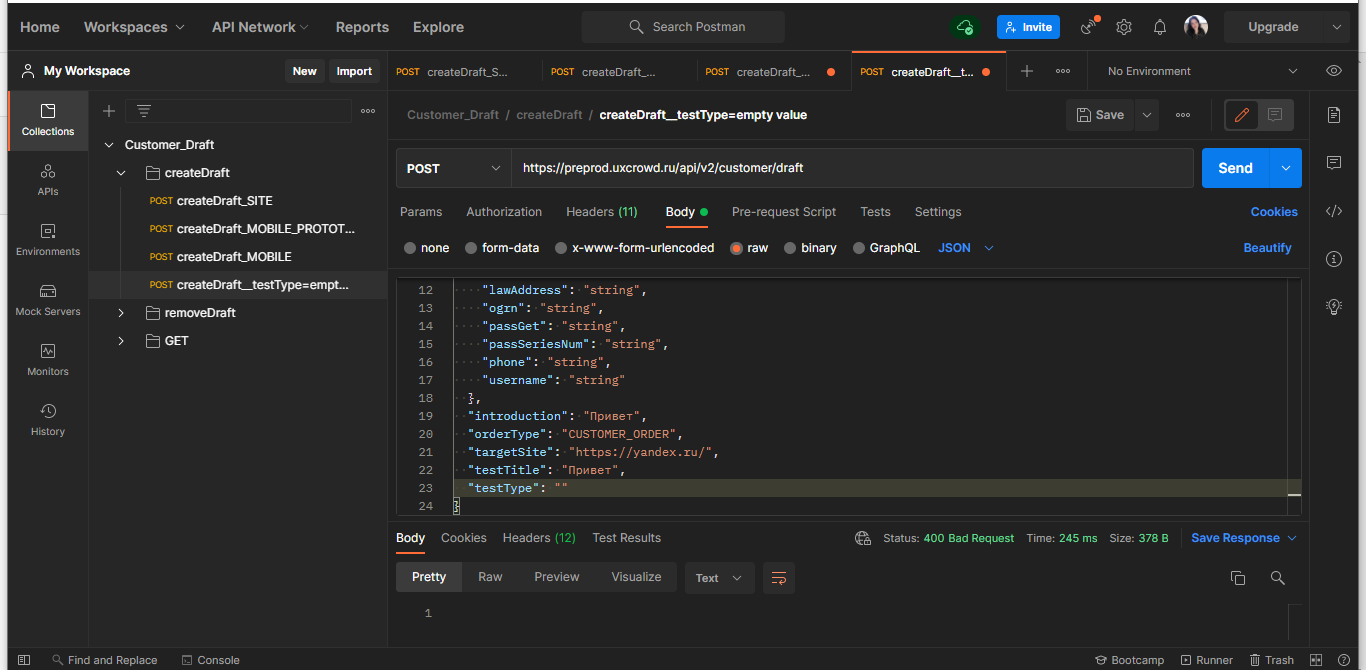 Home Workspaces API Network Reports Explore Search Postman Invite Upgrade
My Workspace New Import POST createDraft_S... POST createDraft_... POST createDraft_... POST createDraft__t... No Environment
Collections
APIs
Environments
Mock Servers
Monitors
History
Customer_Draft
createDraft
POST createDraft_SITE
POST createDraft_MOBILE_PROTOT...
POST createDraft_MOBILE
POST createDraft__testType=empt...
removeDraft
GET
Customer_Draft / createDraft / createDraft__testType=empty value Save
POST https://preprod.uxcrowd.ru/api/v2/customer/draft Send
Params Authorization Headers (11) Body Pre-request Script Tests Settings Cookies
none form-data x-www-form-urlencoded raw binary GraphQL JSON Beautify
12 "lawAddress": "string",
13 "ogrn": "string",
14 "passGet": "string",
15 "passSeriesNum": "string",
16 "phone": "string",
17 "username": "string"
18 },
19 "introduction": "Привет",
20 "orderType": "CUSTOMER_ORDER",
21 "targetSite": "https://yandex.ru/",
22 "testTitle": "Привет",
23 "testType": ""
24 }
Body Cookies Headers (12) Test Results Status: 400 Bad Request Time: 245 ms Size: 378 B Save Response
Pretty Raw Preview Visualize Text
1
Find and Replace Console Bootcamp Runner Trash